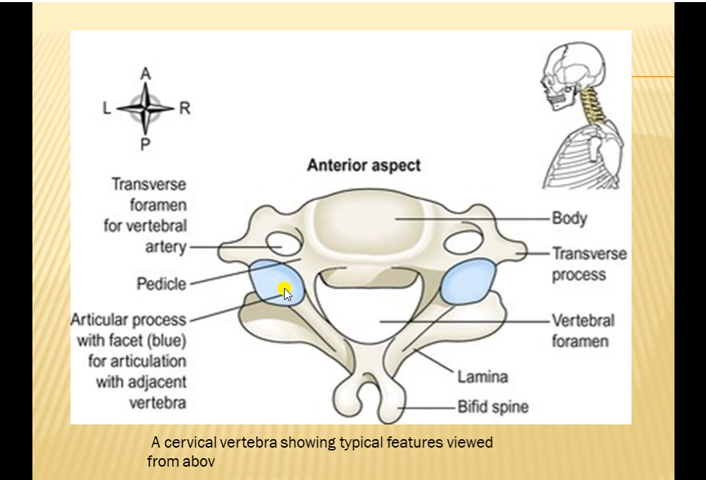 A
L R
P
Anterior aspect
Transverse
foramen
for vertebral
artery
Pedicle
Articular process
with facet (blue)
for articulation
with adjacent
vertebra
Body
Transverse
process
Vertebral
foramen
Lamina
Bifid spine
A cervical vertebra showing typical features viewed
from abov